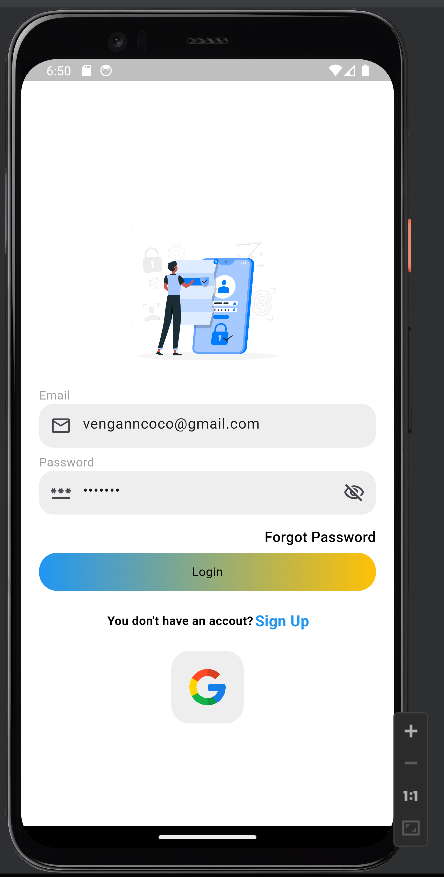 6:50
Email
venganncoco@gmail.com
Password
•••••••
Forgot Password
Login
You don't have an accout? Sign Up
G
1:1